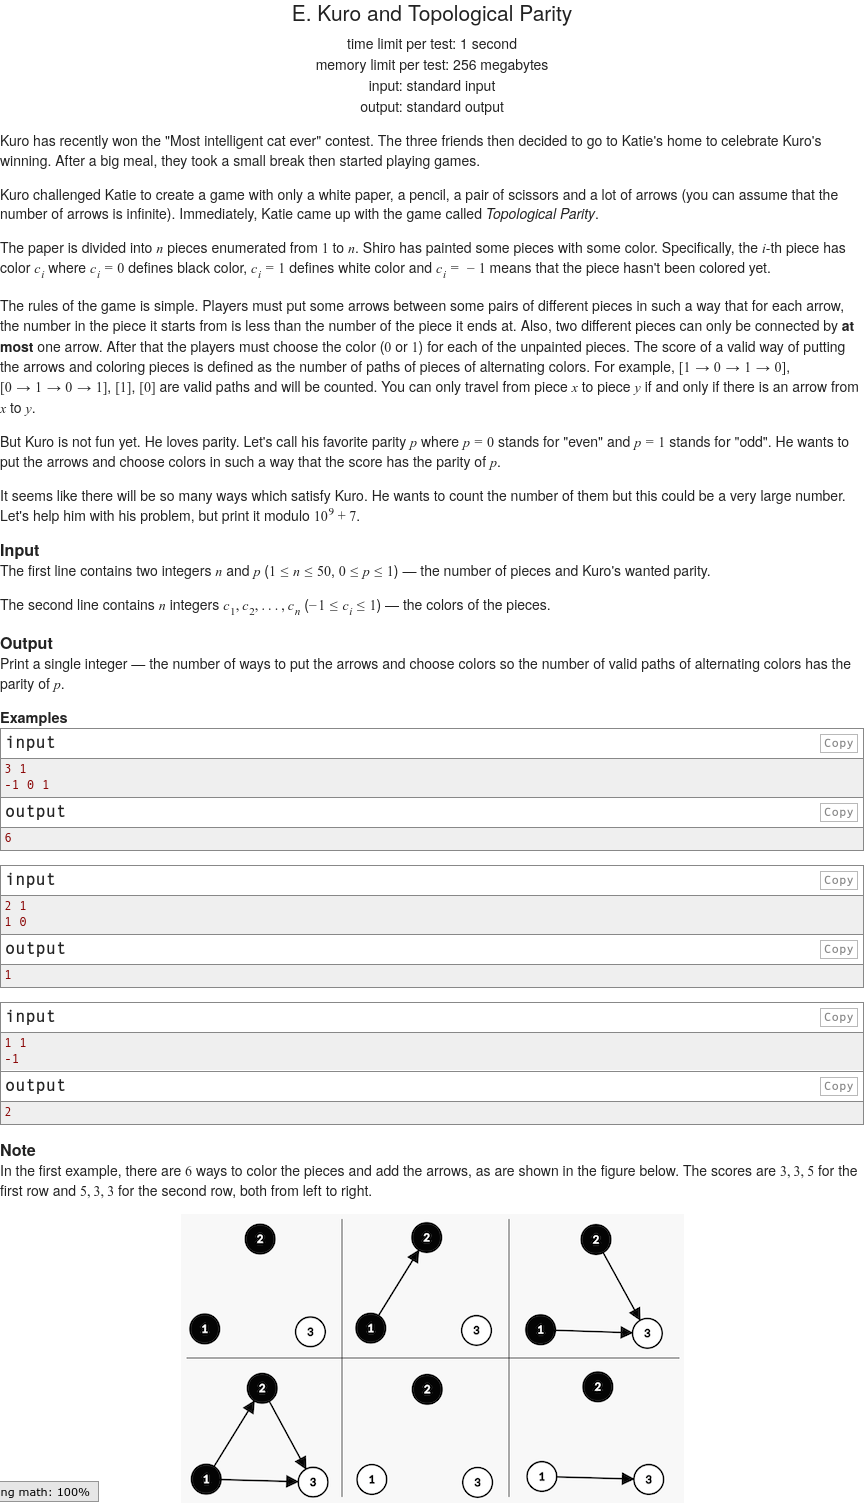 E. Kuro and Topological Parity
time limit per test: 1 second
memory limit per test: 256 megabytes
input: standard input
output: standard output
Kuro has recently won the "Most intelligent cat ever" contest. The three friends then decided to go to Katie's home to celebrate Kuro's
winning. After a big meal, they took a small break then started playing games.
Kuro challenged Katie to create a game with only a white paper, a pencil, a pair of scissors and a lot of arrows (you can assume that the
number of arrows is infinite). Immediately, Katie came up with the game called Topological Parity.
The paper is divided into n pieces enumerated from 1 to n. Shiro has painted some pieces with some color. Specifically, the i-th piece has
color c_i where c_i = 0 defines black color, c_i = 1 defines white color and c_i = − 1 means that the piece hasn't been colored yet.
The rules of the game is simple. Players must put some arrows between some pairs of different pieces in such a way that for each arrow,
the number in the piece it starts from is less than the number of the piece it ends at. Also, two different pieces can only be connected by at
most one arrow. After that the players must choose the color (0 or 1) for each of the unpainted pieces. The score of a valid way of putting
the arrows and coloring pieces is defined as the number of paths of pieces of alternating colors. For example, [1 → 0 → 1 → 0],
[0 → 1 → 0 → 1], [1], [0] are valid paths and will be counted. You can only travel from piece x to piece y if and only if there is an arrow from
x to y.
But Kuro is not fun yet. He loves parity. Let's call his favorite parity p where p = 0 stands for "even" and p = 1 stands for "odd". He wants to
put the arrows and choose colors in such a way that the score has the parity of p.
It seems like there will be so many ways which satisfy Kuro. He wants to count the number of them but this could be a very large number.
Let's help him with his problem, but print it modulo 10^9 + 7.
Input
The first line contains two integers n and p (1 ≤ n ≤ 50, 0 ≤ p ≤ 1) — the number of pieces and Kuro's wanted parity.
The second line contains n integers c_1, c_2, . . . , c_n (−1 ≤ c_i ≤ 1) — the colors of the pieces.
Output
Print a single integer — the number of ways to put the arrows and choose colors so the number of valid paths of alternating colors has the
parity of p.
Examples
input Copy
3 1
-1 0 1
output Copy
6
input Copy
2 1
1 0
output Copy
1
input Copy
1 1
-1
output Copy
2
Note
In the first example, there are 6 ways to color the pieces and add the arrows, as are shown in the figure below. The scores are 3, 3, 5 for the
first row and 5, 3, 3 for the second row, both from left to right.
2 2 2
1 3 1 3 1 3
2 2 2
1 3 1 3 1 3
ng math: 100%